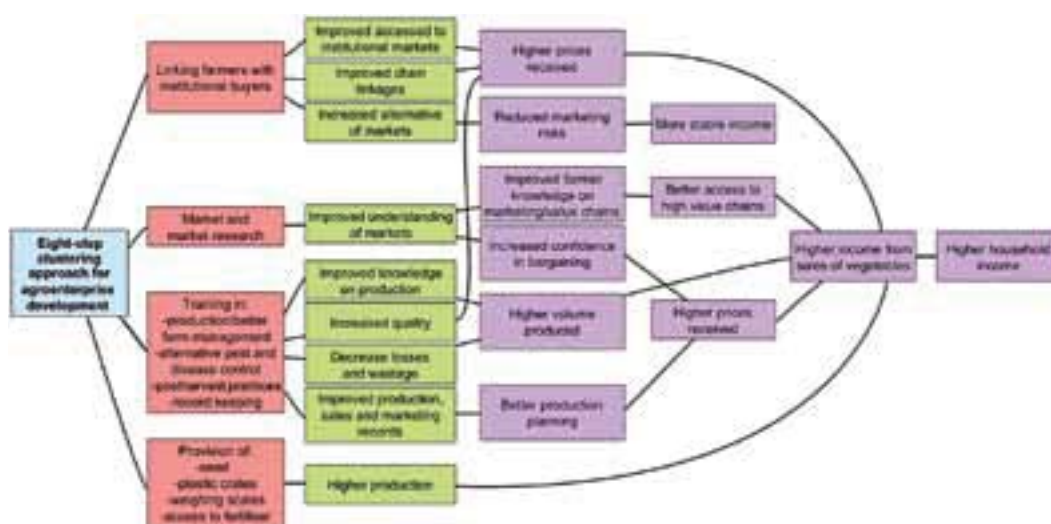 Eight-step
clustering
approach for
agroenterprise
development
Linking farmers with
institutional buyers
Market and
market research
Training in:
-production/better
farm management
-alternative pest and
disease control
-postharvest practices
-record keeping
Provision of:
-seed
-plastic crates
-weighing scales
-access to fertiliser
Improved accessed to
institutional markets
Improved chain
linkages
Increased alternative
of markets
Improved understanding
of markets
Improved knowledge
on production
Increased quality
Decrease losses
and wastage
Improved production,
sales and marketing
records
Higher production
Higher prices
received
Reduced marketing
risks
Improved farmer
knowledge on
marketing/value chains
Increased confidence
in bargaining
Higher volume
produced
Better production
planning
More stable income
Better access to
high value chains
Higher prices
received
Higher income from
sales of vegetables
Higher household
income